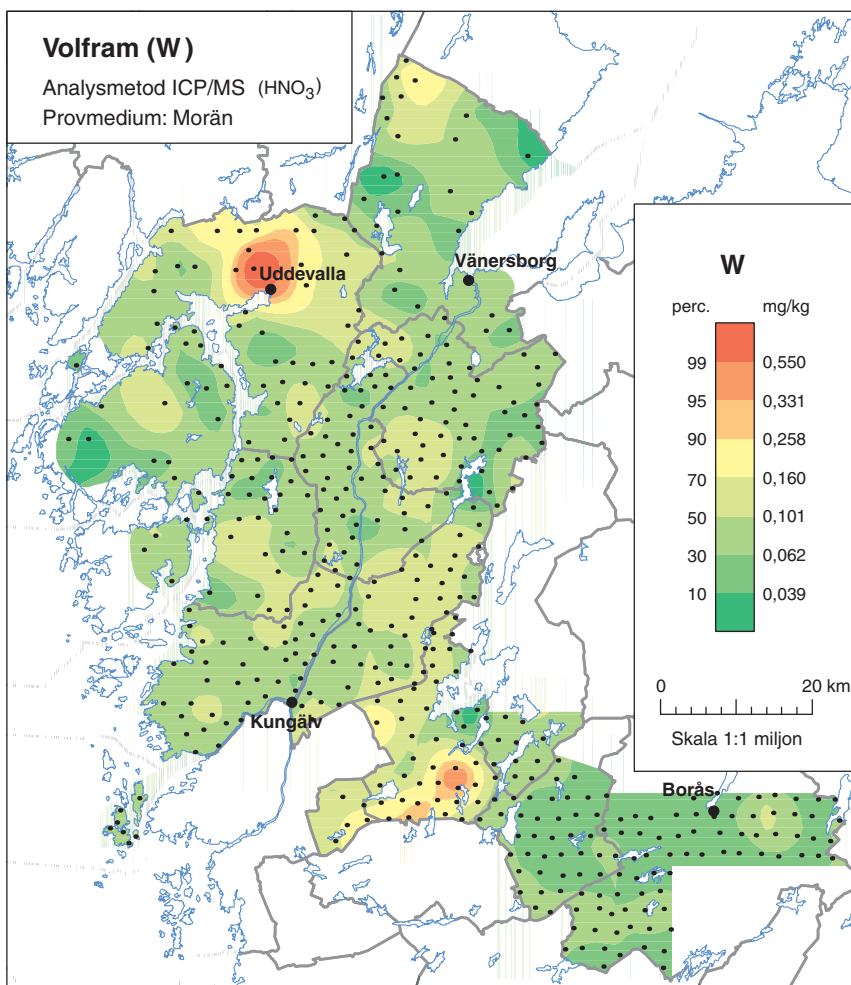 Volfram (W)
Analysmetod ICP/MS (HNO₃)
Provmedium: Morän
Uddevalla
Vänersborg
Kungälv
Borås
W
perc. mg/kg
99 0,550
95 0,331
90 0,258
70 0,160
50 0,101
30 0,062
10 0,039
0 20 km
Skala 1:1 miljon